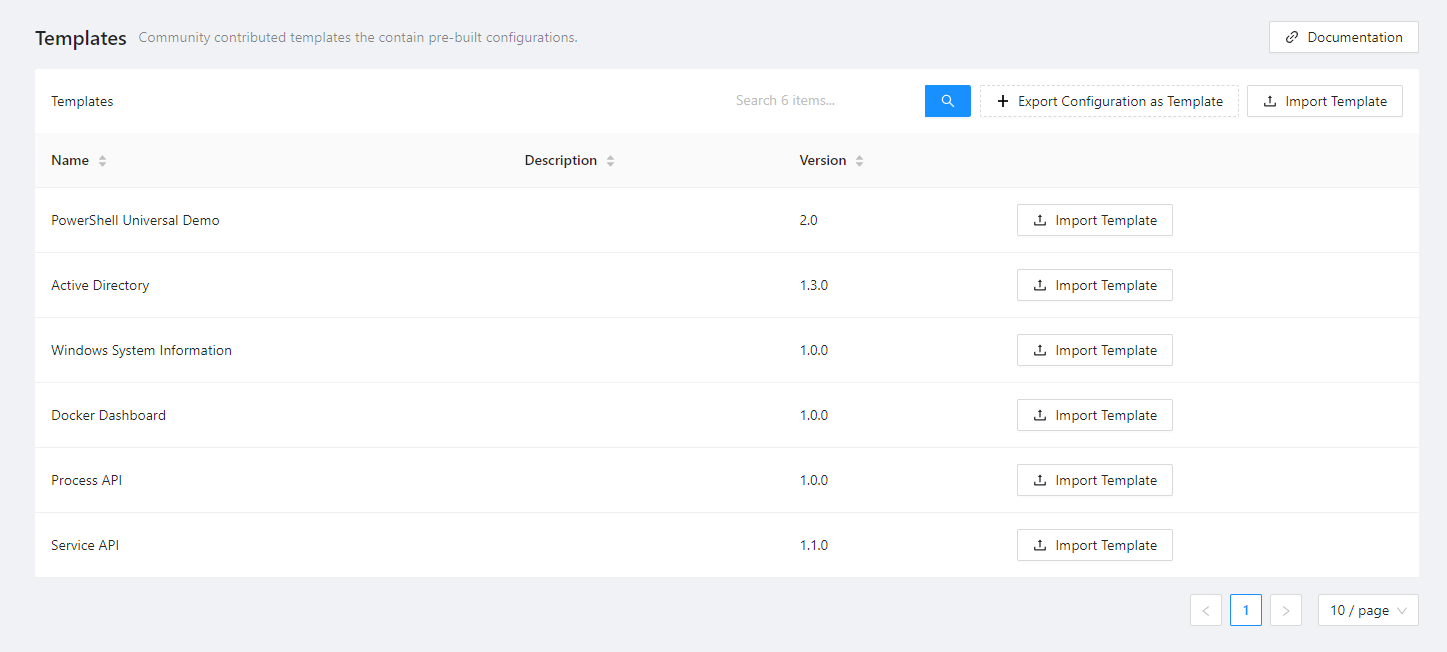 Templates Community contributed templates the contain pre-built configurations. Documentation
Templates Search 6 items... Export Configuration as Template Import Template
Name Description Version
PowerShell Universal Demo 2.0 Import Template
Active Directory 1.3.0 Import Template
Windows System Information 1.0.0 Import Template
Docker Dashboard 1.0.0 Import Template
Process API 1.0.0 Import Template
Service API 1.1.0 Import Template
< 1 > 10 / page